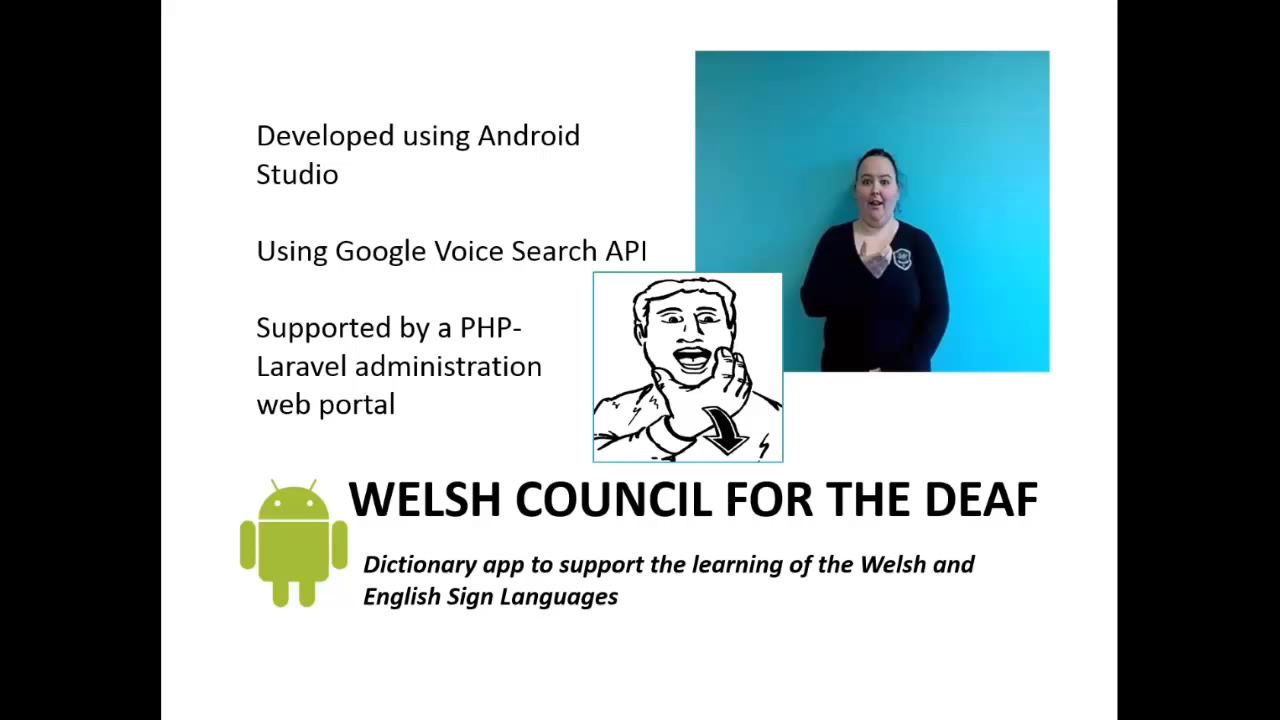 Developed using Android
Studio
Using Google Voice Search API
Supported by a PHP-
Laravel administration
web portal
WELSH COUNCIL FOR THE DEAF
Dictionary app to support the learning of the Welsh and
English Sign Languages